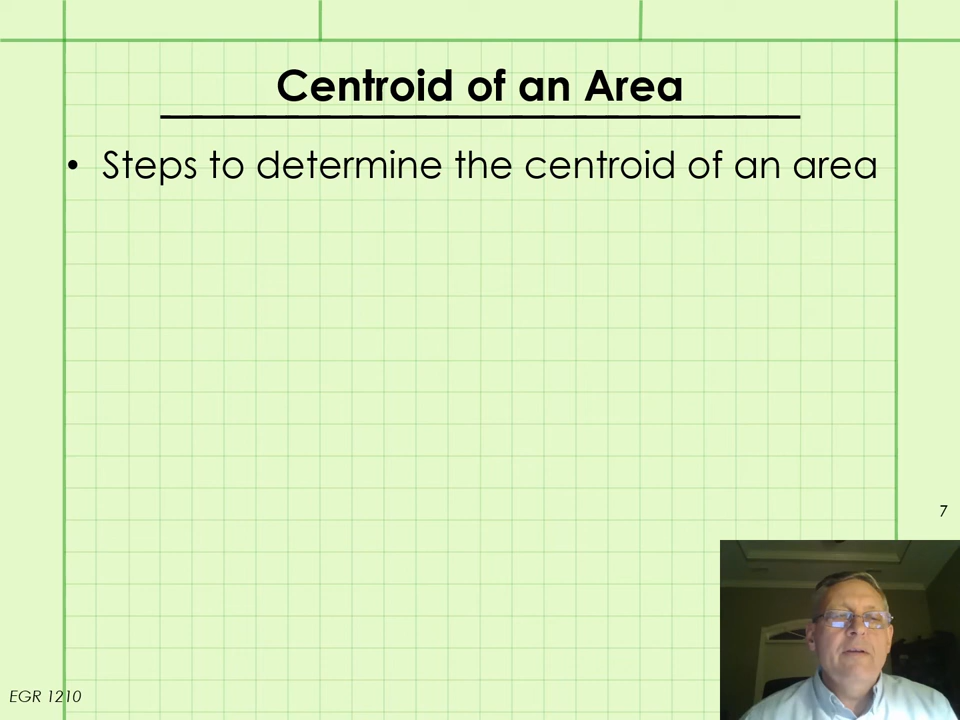 Centroid of an Area
• Steps to determine the centroid of an area
7
EGR 1210